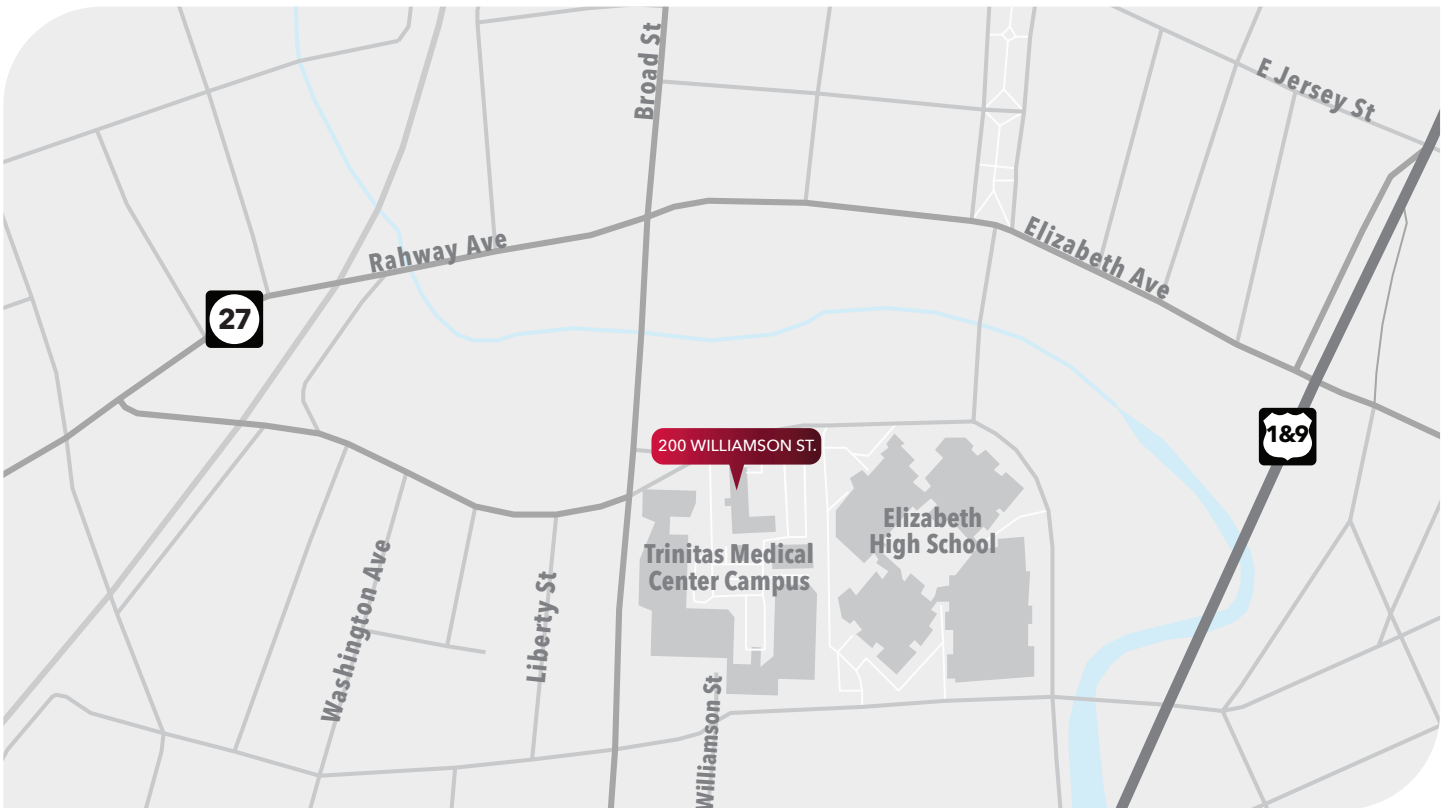 Broad St
E Jersey St
Rahway Ave
Elizabeth Ave
27
1&9
200 WILLIAMSON ST.
Elizabeth
High School
Trinitas Medical
Center Campus
Washington Ave
Liberty St
Williamson St